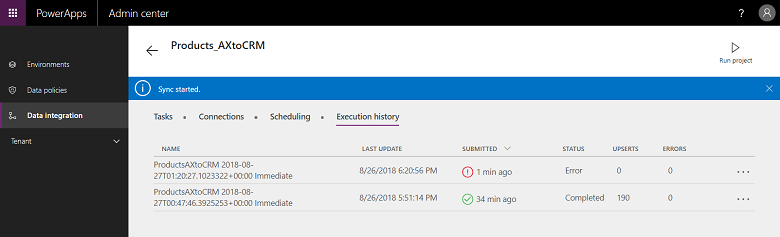 PowerApps Admin center ?
Products_AXtoCRM
Run project
Environments
Data policies
Data integration
Tenant
Sync started.
Tasks • Connections • Scheduling • Execution history
NAME LAST UPDATE SUBMITTED STATUS UPSERTS ERRORS
ProductsAXtoCRM 2018-08-
27T01:20:27.1023322+00:00 Immediate 8/26/2018 6:20:56 PM 1 min ago Error 0 0 ...
ProductsAXtoCRM 2018-08-
27T00:47:46.3925253+00:00 Immediate 8/26/2018 5:51:14 PM 34 min ago Completed 190 0 ...